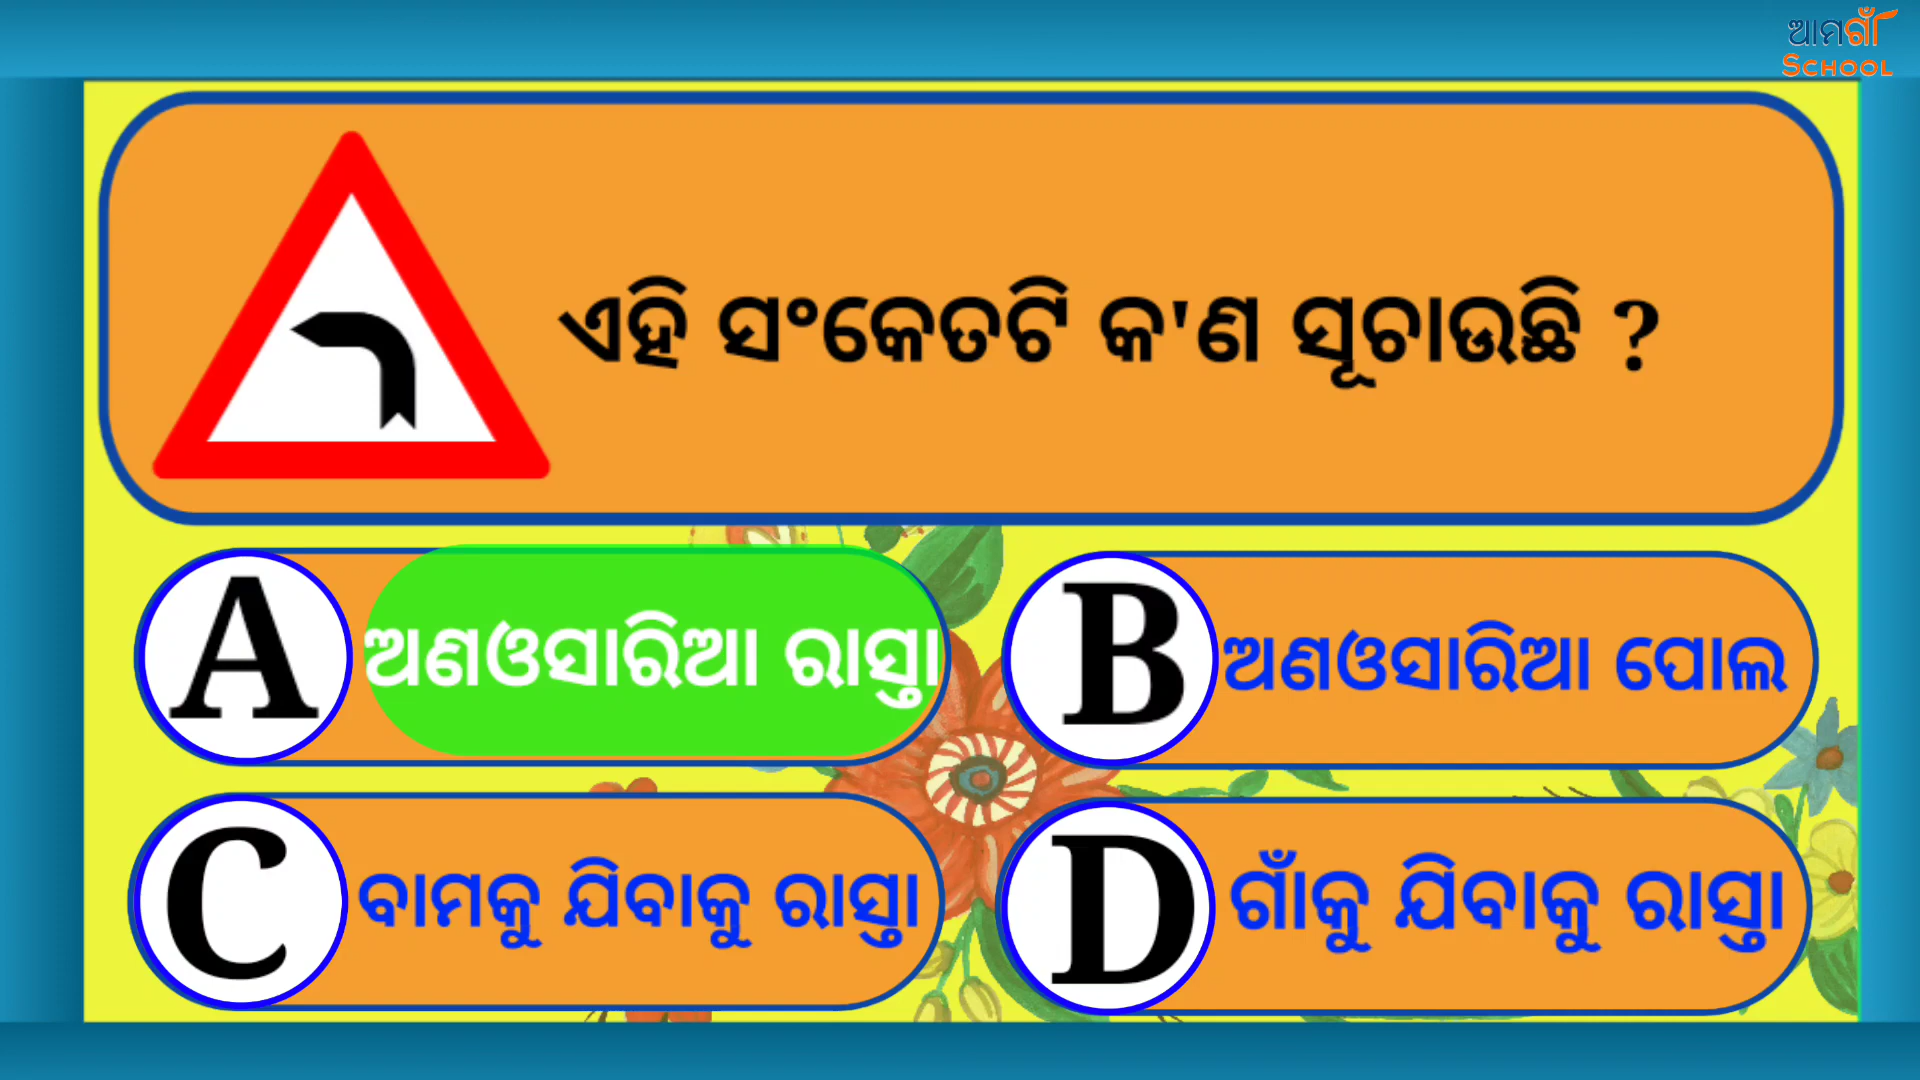 ଆମଗାଁ
SCHOOL
ଏହି ସଂକେତଟି କ'ଣ ସୂଚାଉଛି ?
A ଅଣଓସାରିଆ ରାସ୍ତା
B ଅଣଓସାରିଆ ପୋଲ
C ବାମକୁ ଯିବାକୁ ରାସ୍ତା
D ଗାଁକୁ ଯିବାକୁ ରାସ୍ତା